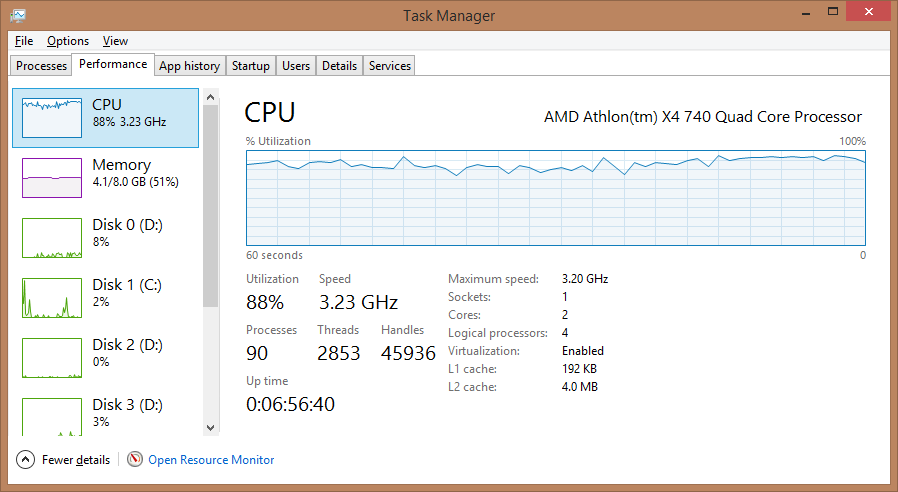 Task Manager
File Options View
Processes Performance App history Startup Users Details Services
CPU
88% 3.23 GHz
Memory
4.1/8.0 GB (51%)
Disk 0 (D:)
8%
Disk 1 (C:)
2%
Disk 2 (D:)
0%
Disk 3 (D:)
3%
CPU AMD Athlon(tm) X4 740 Quad Core Processor
% Utilization 100%
60 seconds 0
Utilization Speed
88% 3.23 GHz
Processes Threads Handles
90 2853 45936
Up time
0:06:56:40
Maximum speed: 3.20 GHz
Sockets: 1
Cores: 2
Logical processors: 4
Virtualization: Enabled
L1 cache: 192 KB
L2 cache: 4.0 MB
Fewer details Open Resource Monitor